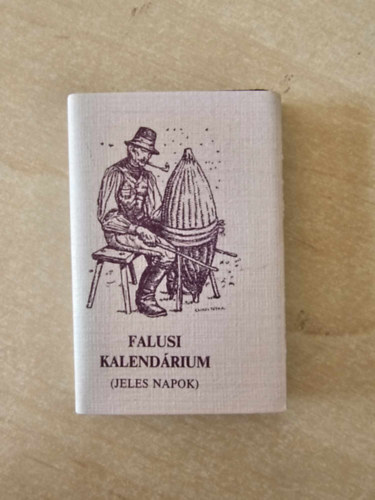 FALUSI
KALENDÁRIUM
(JELES NAPOK)